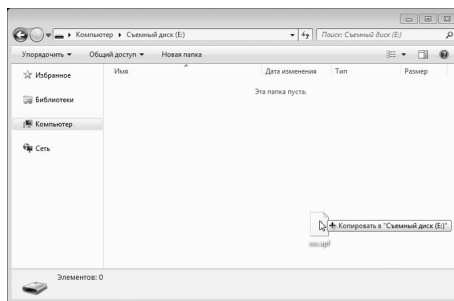 Компьютер ▸ Съемный диск (E:)
Поиск: Съемный диск (E:)
Упорядочить ▾ Общий доступ ▾ Новая папка
Избранное
Библиотеки
Компьютер
Сеть
Имя Дата изменения Тип Размер
Эта папка пуста.
Копировать в "Съемный диск (E:)"
Элементов: 0